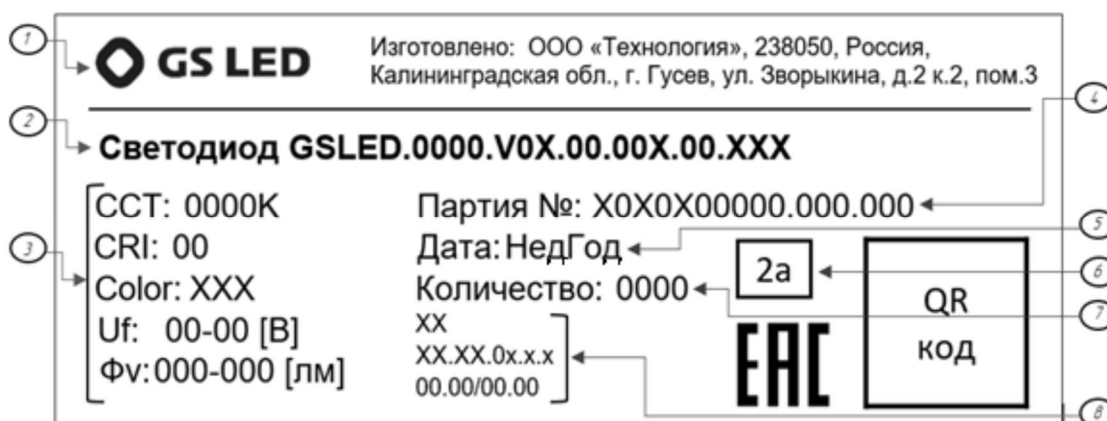 1
GS LED
Изготовлено: ООО «Технология», 238050, Россия,
Калининградская обл., г. Гусев, ул. Зворыкина, д.2 к.2, пом.3
4
2
Светодиод GSLED.0000.V0X.00.00X.00.XXX
3
CCT: 0000K
CRI: 00
Color: XXX
Uf: 00-00 [В]
Фv:000-000 [лм]
Партия №: X0X0X00000.000.000
Дата:НедГод
Количество: 0000
XX
XX.XX.0x.x.x
00.00/00.00
2a
EAC
QR
код
5
6
7
8